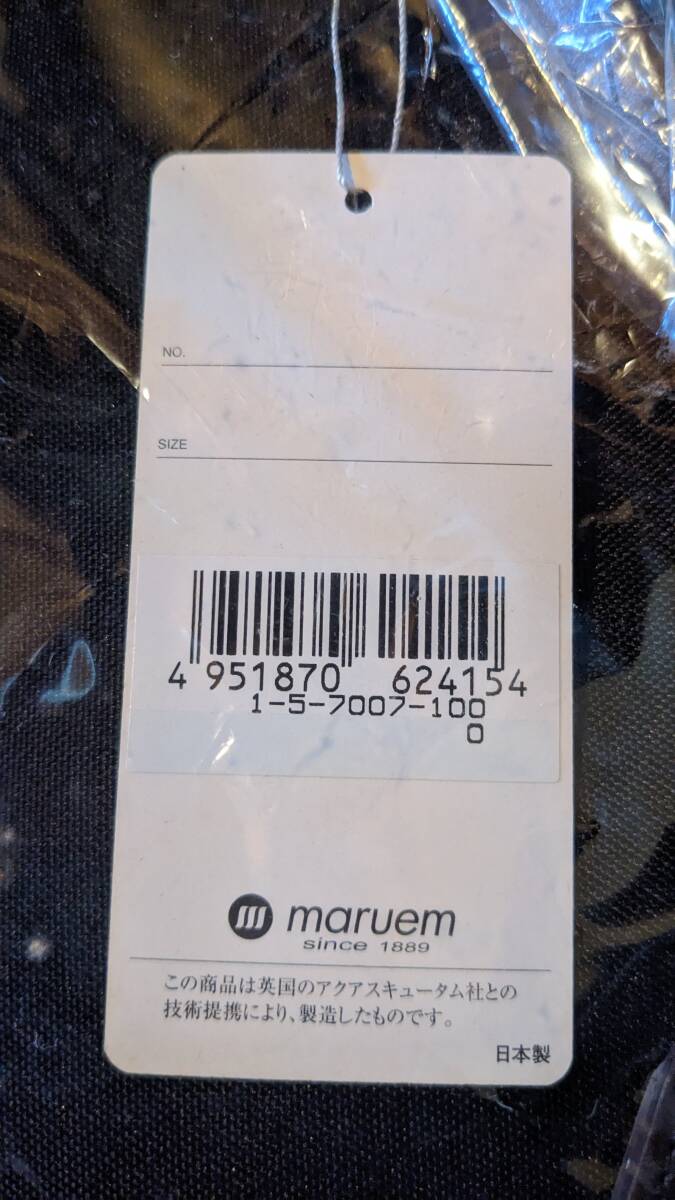 NO.
SIZE
4 951870 624154
1-5-7007-100
0
maruem
since 1889
この商品は英国のアクアスキュータム社との
技術提携により、製造したものです。
日本製